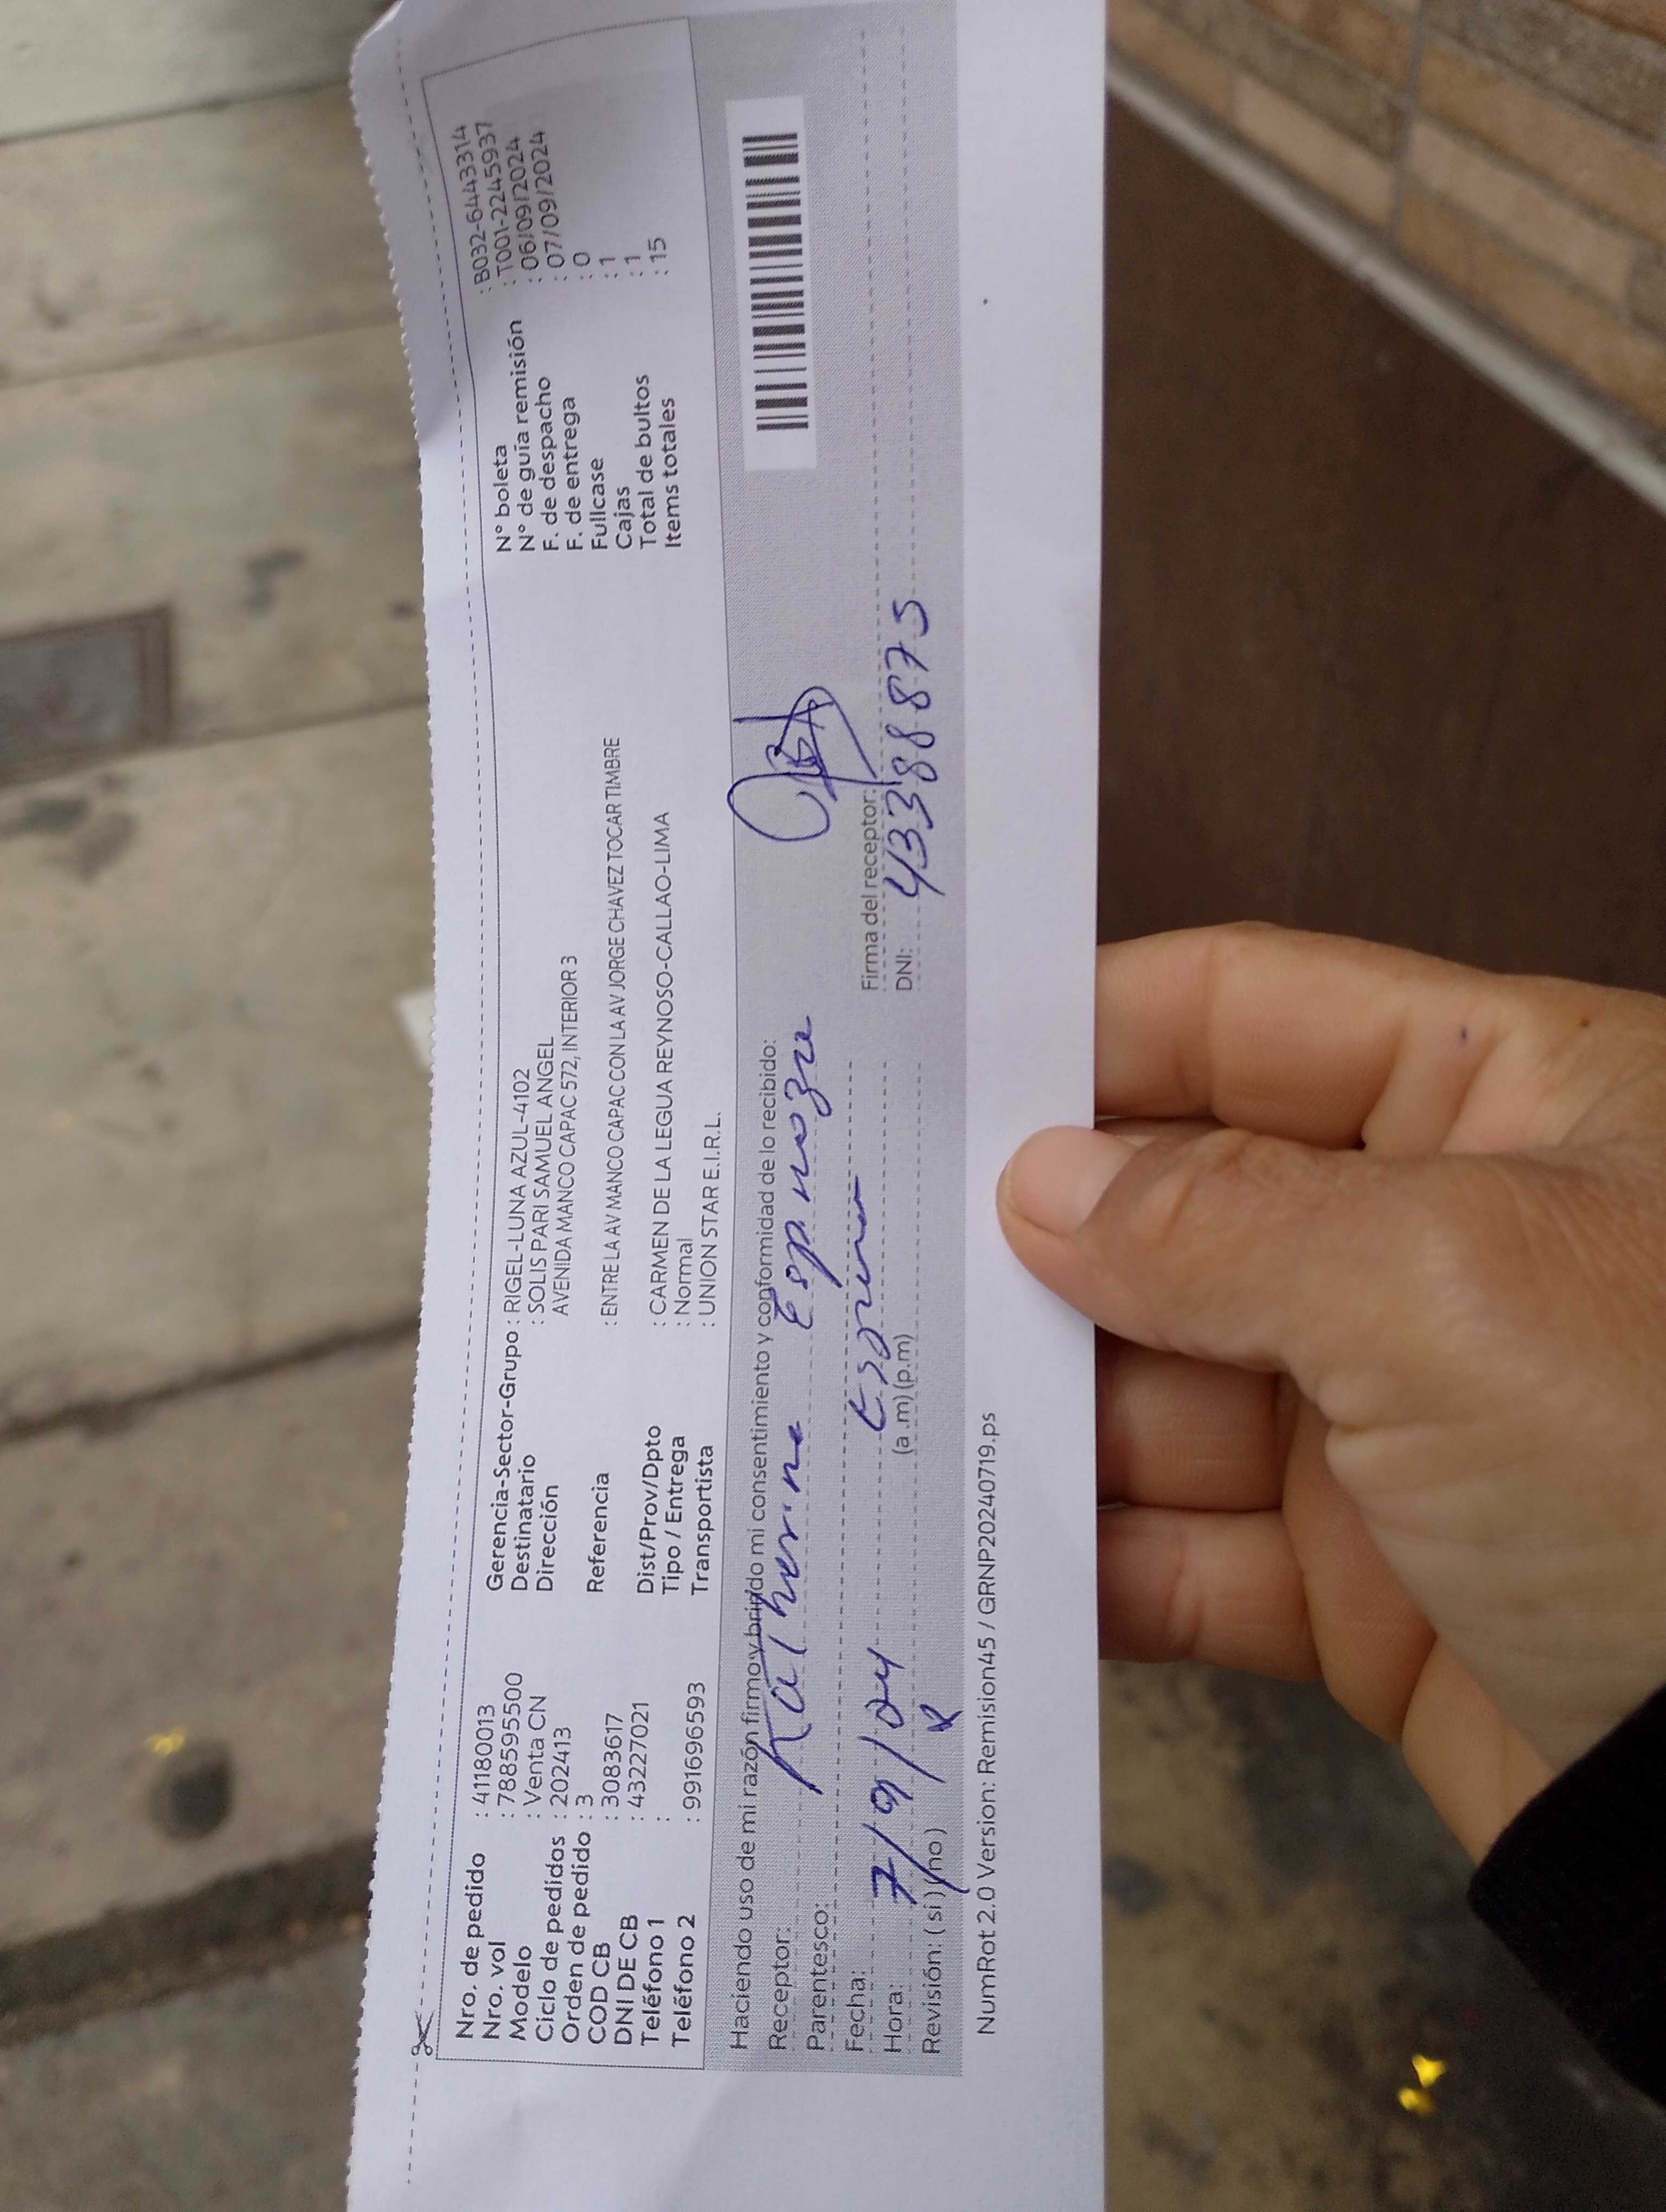 Nro. de pedido : 41180013
Nro. vol : 788595500
Modelo : Venta CN
Ciclo de pedidos : 202413
Orden de pedido : 3
COD CB : 3083617
DNI DE CB : 43227021
Teléfono 1 :
Teléfono 2 : 991696593
Gerencia-Sector-Grupo : RIGEL-LUNA AZUL-4102
Destinatario : SOLIS PARI SAMUEL ANGEL
Dirección AVENIDA MANCO CAPAC 572, INTERIOR 3
Referencia : ENTRE LA AV MANCO CAPAC CON LA AV JORGE CHAVEZ TOCAR TIMBRE
Dist/Prov/Dpto : CARMEN DE LA LEGUA REYNOSO-CALLAO-LIMA
Tipo / Entrega : Normal
Transportista : UNION STAR E.I.R.L.
N° boleta : B032-6443314
N° de guía remisión : T001-2245937
F. de despacho : 06/09/2024
F. de entrega : 07/09/2024
Fullcase : 0
Cajas : 1
Total de bultos : 1
Items totales : 15
Haciendo uso de mi razón firmo y brindo mi consentimiento y conformidad de lo recibido:
Receptor: Katherine Espinoza
Parentesco:
Fecha: 7/9/24
Hora: (a.m) (p.m)
Revisión: ( si ) ( no )
Firma del receptor:
DNI: 43388875
NumRot 2.0 Version: Remision45 / GRNP20240719.ps